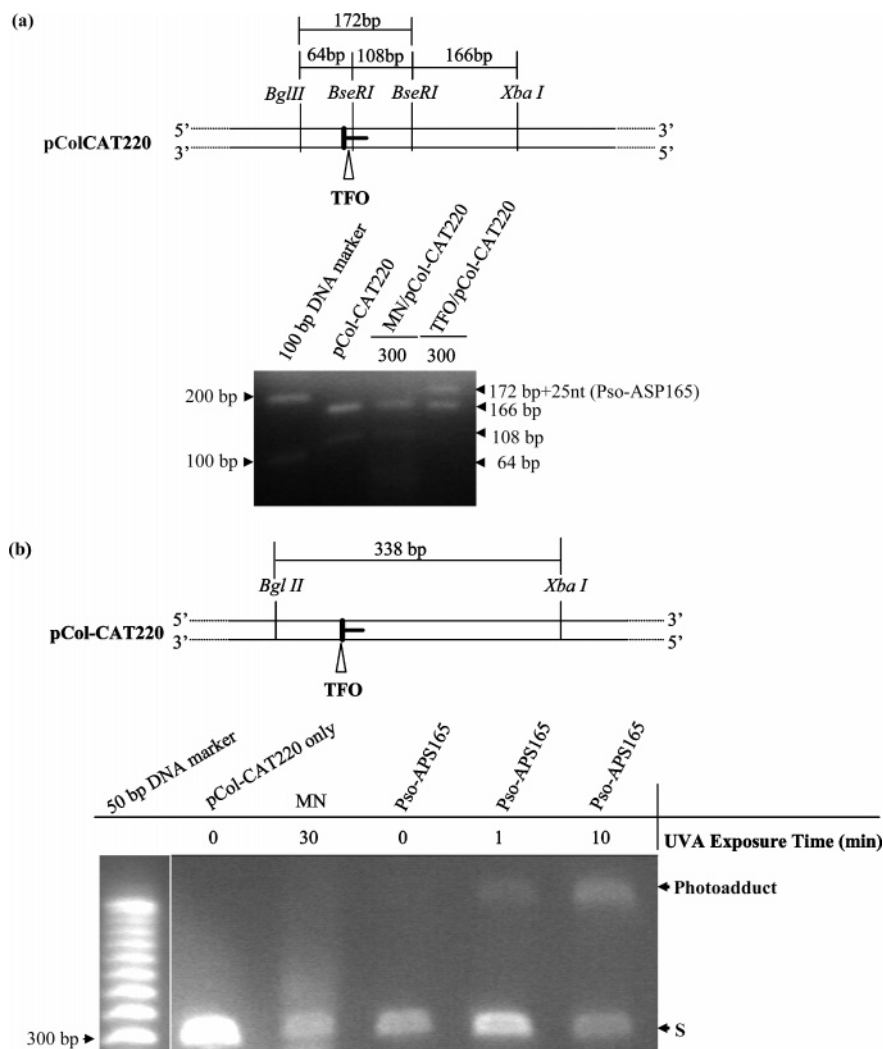 (a)
172bp
64bp 108bp 166bp
BglII BseRI BseRI Xba I
5' 3'
pColCAT220
3' 5'
TFO
100 bp DNA marker
pCol-CAT220
MN/pCol-CAT220
TFO/pCol-CAT220
300 300
200 bp
172 bp+25nt (Pso-ASP165)
166 bp
108 bp
100 bp
64 bp
(b)
338 bp
Bgl II Xba I
5' 3'
pCol-CAT220
3' 5'
TFO
50 bp DNA marker
pCol-CAT220 only
MN
Pso-APS165
Pso-APS165
Pso-APS165
0 30 0 1 10 UVA Exposure Time (min)
Photoadduct
300 bp S